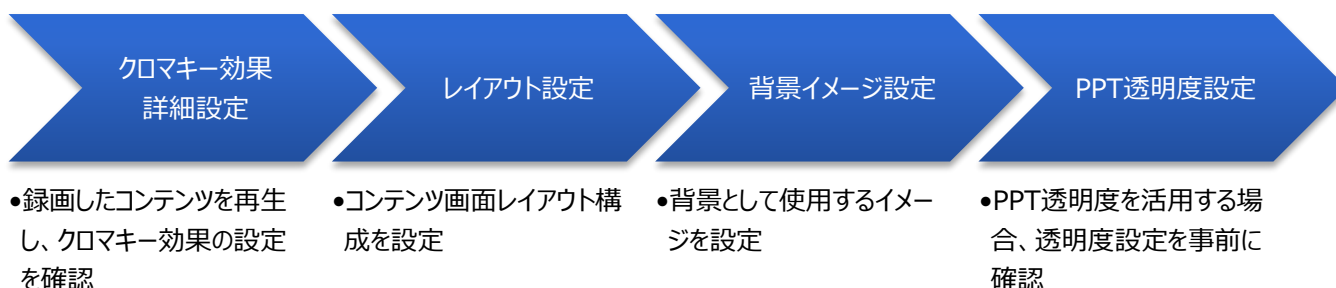 クロマキー効果
詳細設定
レイアウト設定
背景イメージ設定
PPT透明度設定
•録画したコンテンツを再生
し、クロマキー効果の設定
を確認
•コンテンツ画面レイアウト構
成を設定
•背景として使用するイメー
ジを設定
•PPT透明度を活用する場
合、透明度設定を事前に
確認